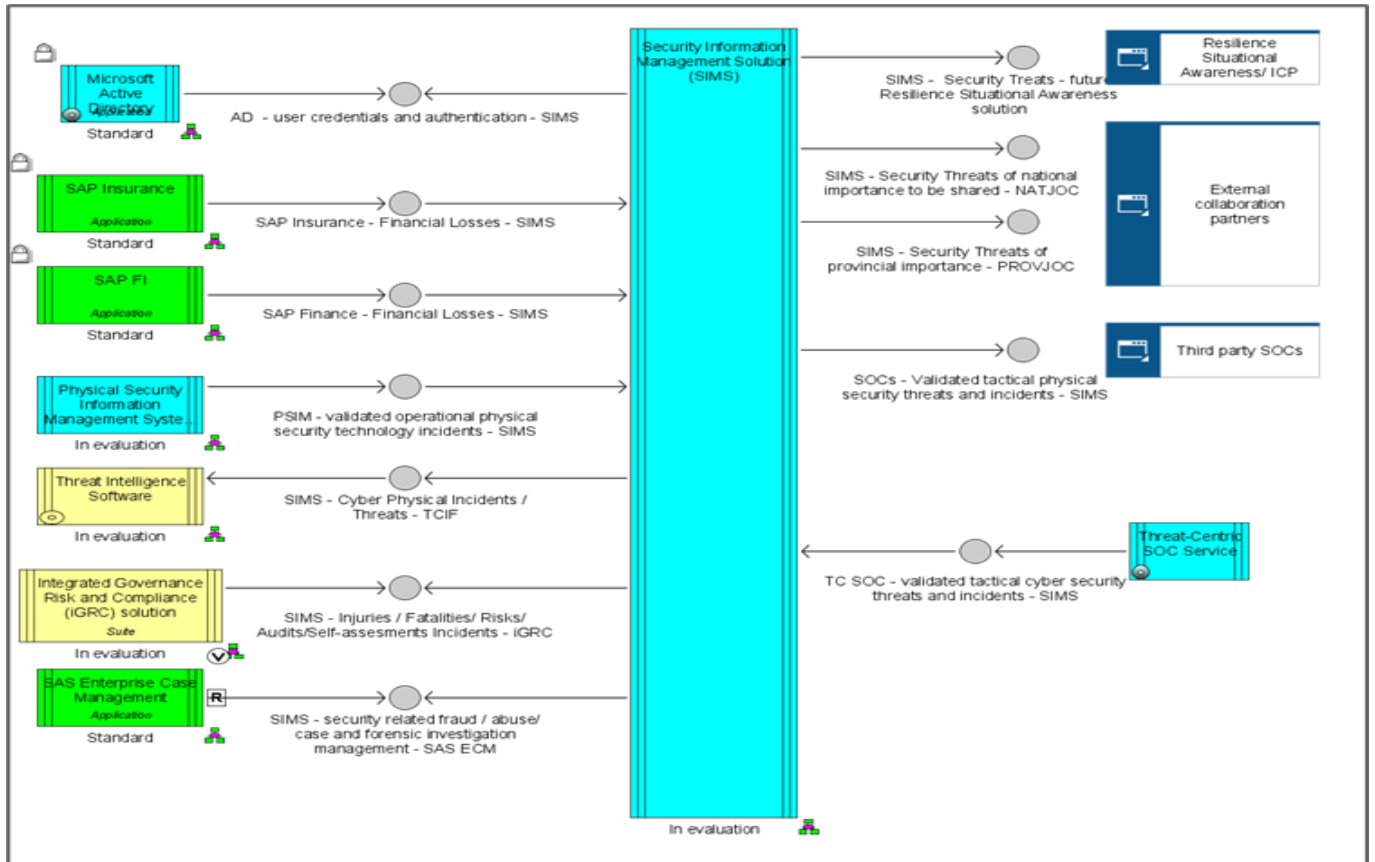 Microsoft
Active
Directory
Application
Standard
AD - user credentials and authentication - SIMS
SAP Insurance
Application
Standard
SAP Insurance - Financial Losses - SIMS
SAP FI
Application
Standard
SAP Finance - Financial Losses - SIMS
Physical Security
Information
Management Syste..
In evaluation
PSIM - validated operational physical
security technology incidents - SIMS
Threat Intelligence
Software
In evaluation
SIMS - Cyber Physical Incidents /
Threats - TCIF
Integrated Governance
Risk and Compliance
(iGRC) solution
Suite
In evaluation
SIMS - Injuries / Fatalities/ Risks/
Audits/Self-assesments Incidents - iGRC
SAS Enterprise Case
Management
Application
R
Standard
SIMS - security related fraud / abuse/
case and forensic investigation
management - SAS ECM
Security Information
Management Solution
(SIMS)
In evaluation
SIMS - Security Treats - future
Resilience Situational Awareness
solution
Resilience
Situational
Awareness/ ICP
SIMS - Security Threats of national
importance to be shared - NATJOC
SIMS - Security Threats of
provincial importance - PROVJOC
External
collaboration
partners
SOCs - Validated tactical physical
security threats and incidents - SIMS
Third party SOCs
TC SOC - validated tactical cyber security
threats and incidents - SIMS
Threat-Centric
SOC Service